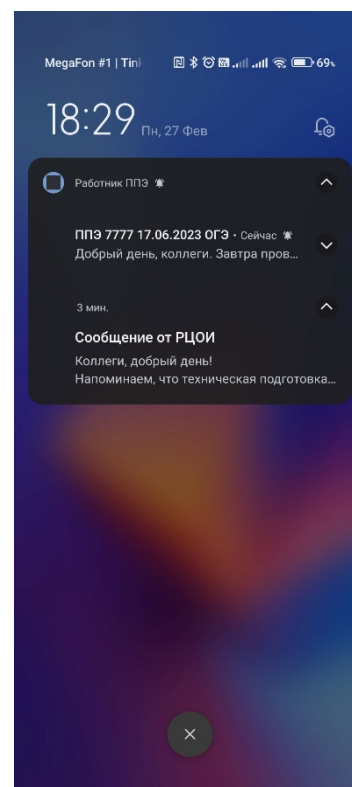 MegaFon #1 | Tin 69%
18:29 Пн, 27 Фев
Работник ППЭ
ППЭ 7777 17.06.2023 ОГЭ • Сейчас
Добрый день, коллеги. Завтра пров...
3 мин.
Сообщение от РЦОИ
Коллеги, добрый день!
Напоминаем, что техническая подготовка...